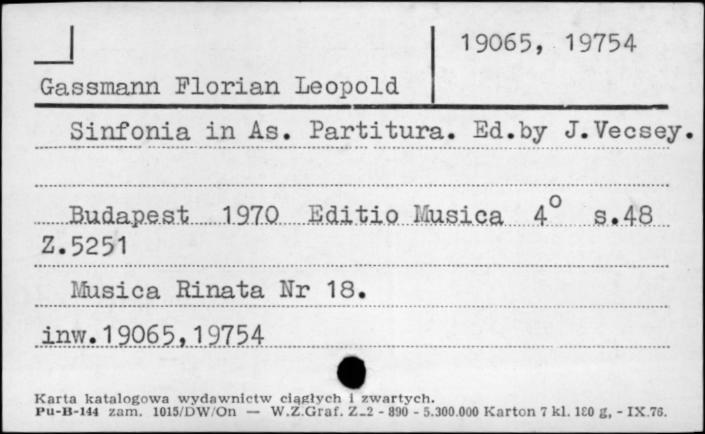 19065, 19754
Gassmann Florian Leopold
Sinfonia in As. Partitura. Ed.by J.Vecsey.
Budapest 1970 Editio Musica 4° s.48
Z.5251
Musica Rinata Nr 18.
inw.19065,19754
Karta katalogowa wydawnictw ciągłych i zwartych.
Pu-B-144 zam. 1015/DW/On — W.Z.Graf. Z-2 - 890 - 5.300.000 Karton 7 kl. 180 g, - IX.76.